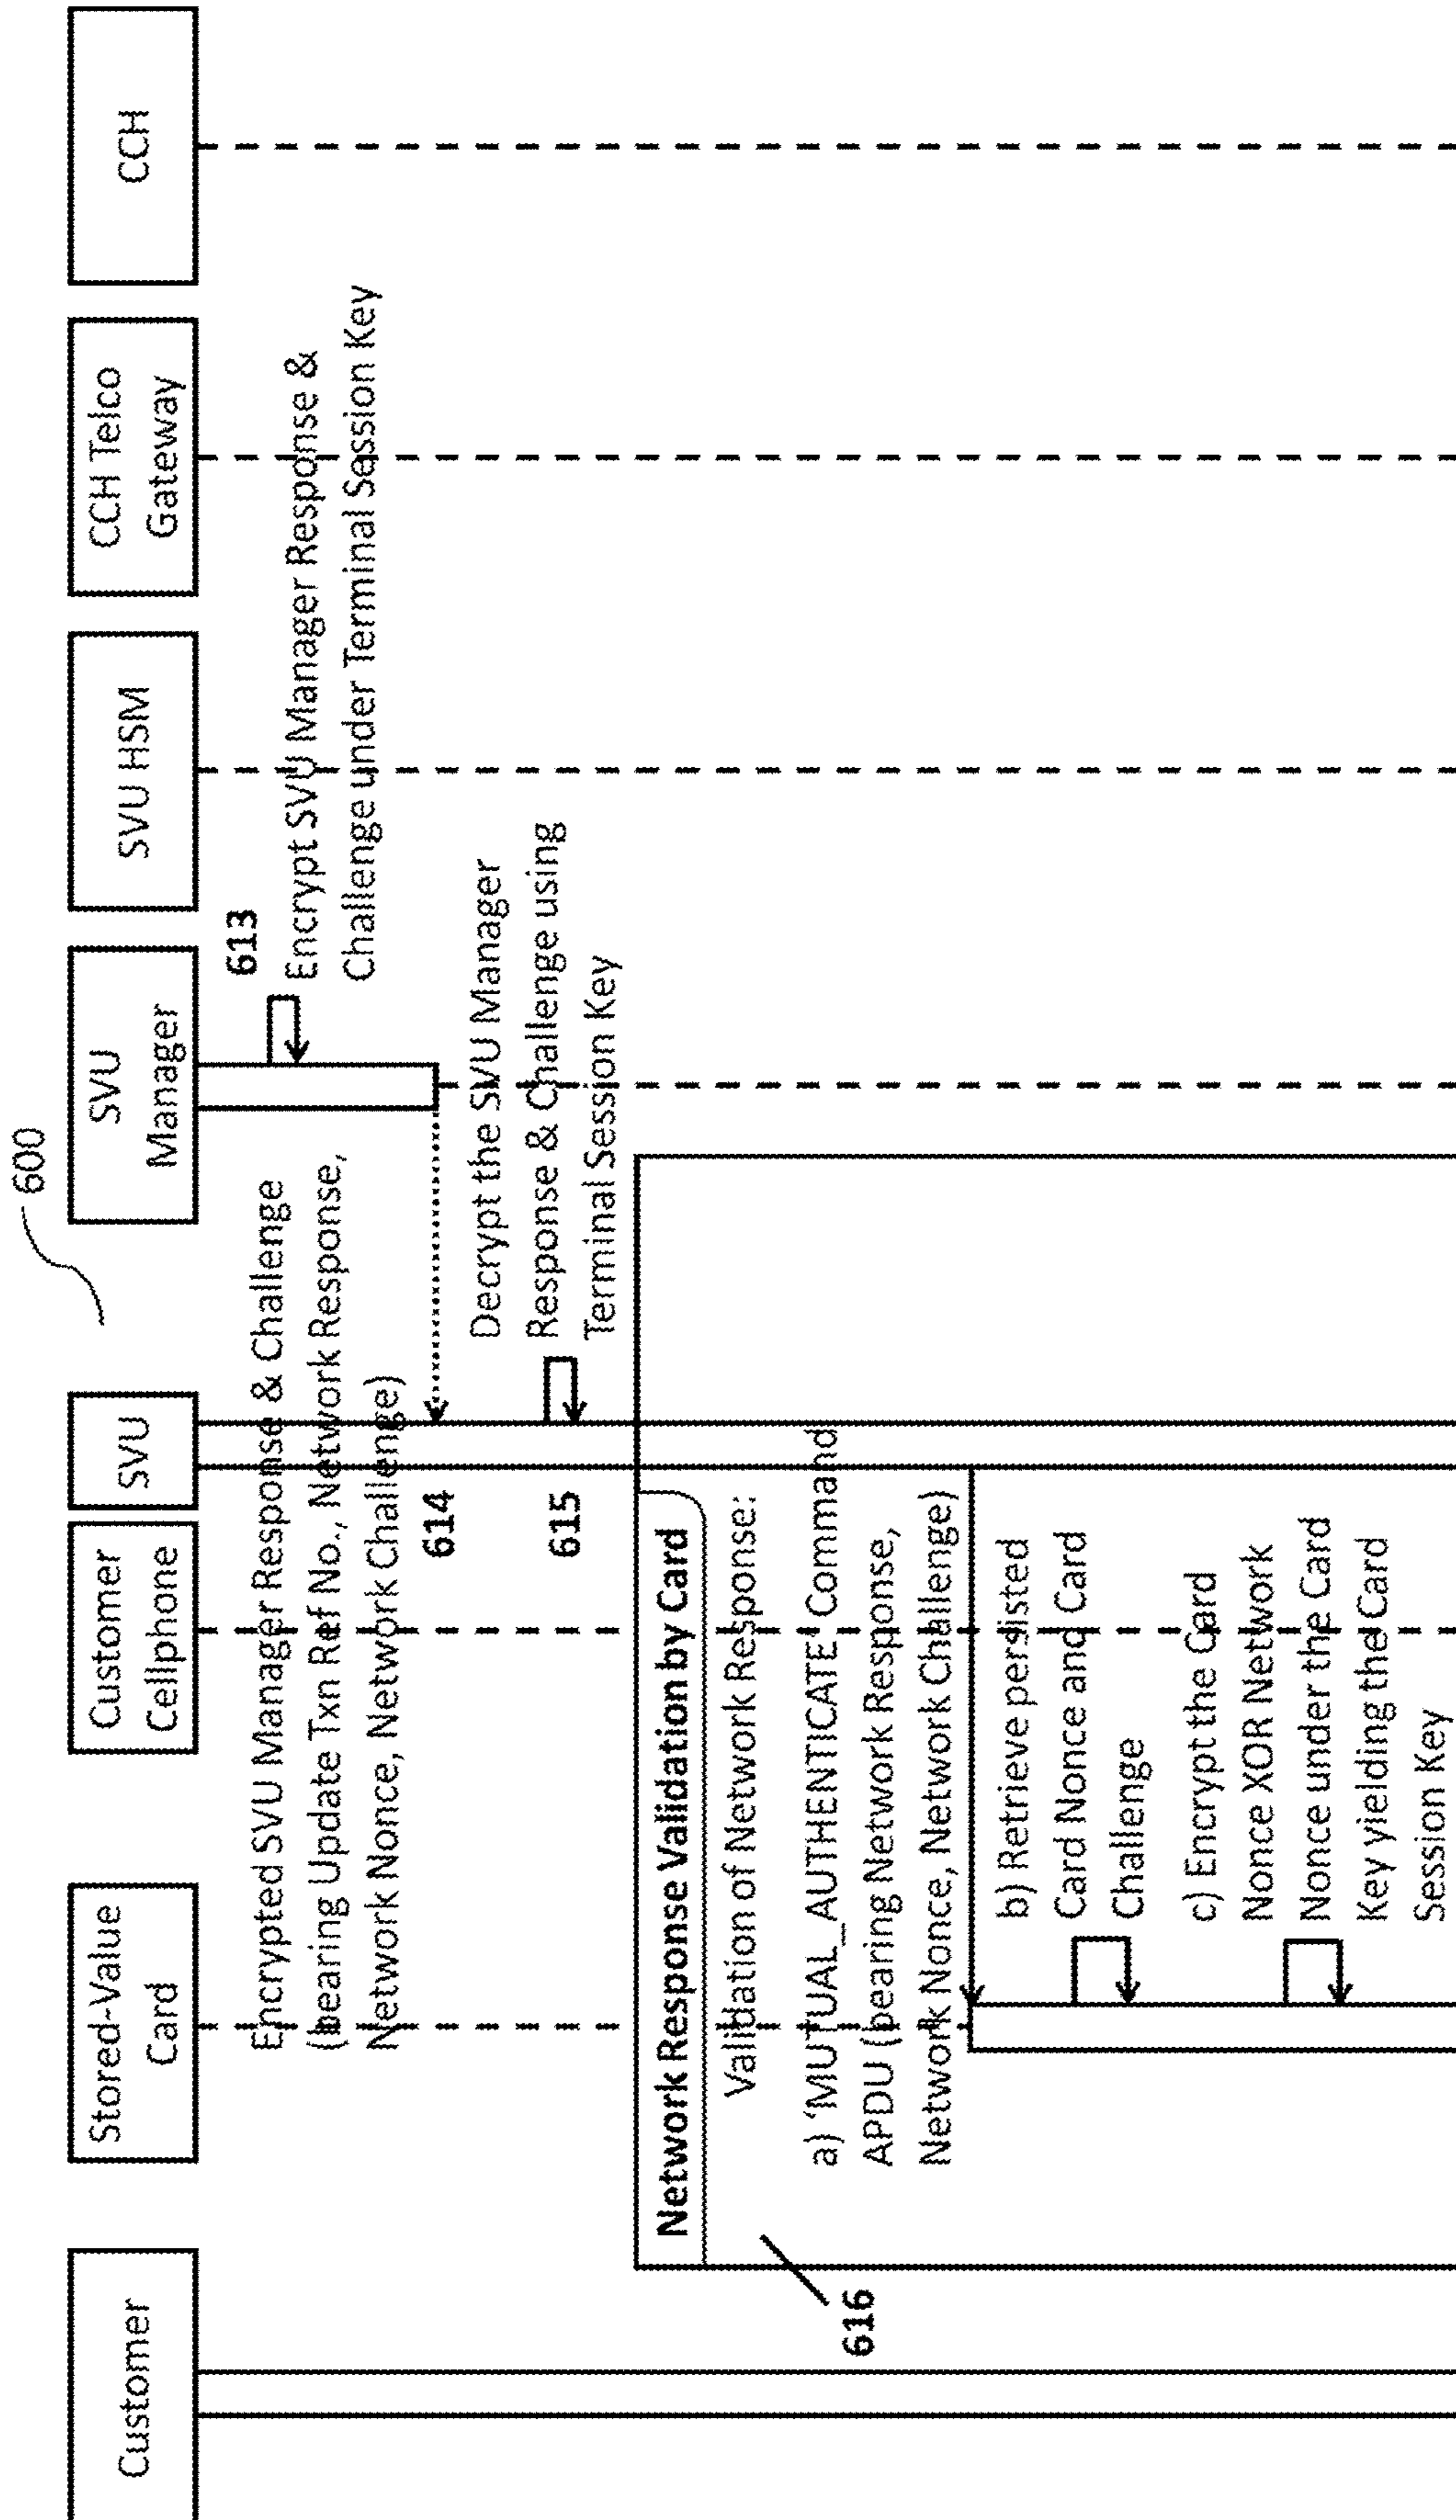 600
Customer
Stored-Value
Card
Customer
Cellphone
SVU
SVU
Manager
SVU HSM
CCH Telco
Gateway
CCH
613
Encrypt SVU Manager Response &
Challenge under Terminal Session Key
Encrypted SVU Manager Response & Challenge
(bearing Update Txn Ref No., Network Response,
Network Nonce, Network Challenge)
614
Decrypt the SVU Manager
Response & Challenge using
Terminal Session Key
615
Network Response Validation by Card
616
Validation of Network Response:
a) 'MUTUAL_AUTHENTICATE' Command
APDU (bearing Network Response,
Network Nonce, Network Challenge)
b) Retrieve persisted
Card Nonce and Card
Challenge
c) Encrypt the Card
Nonce XOR Network
Nonce under the Card
Key yielding the Card
Session Key